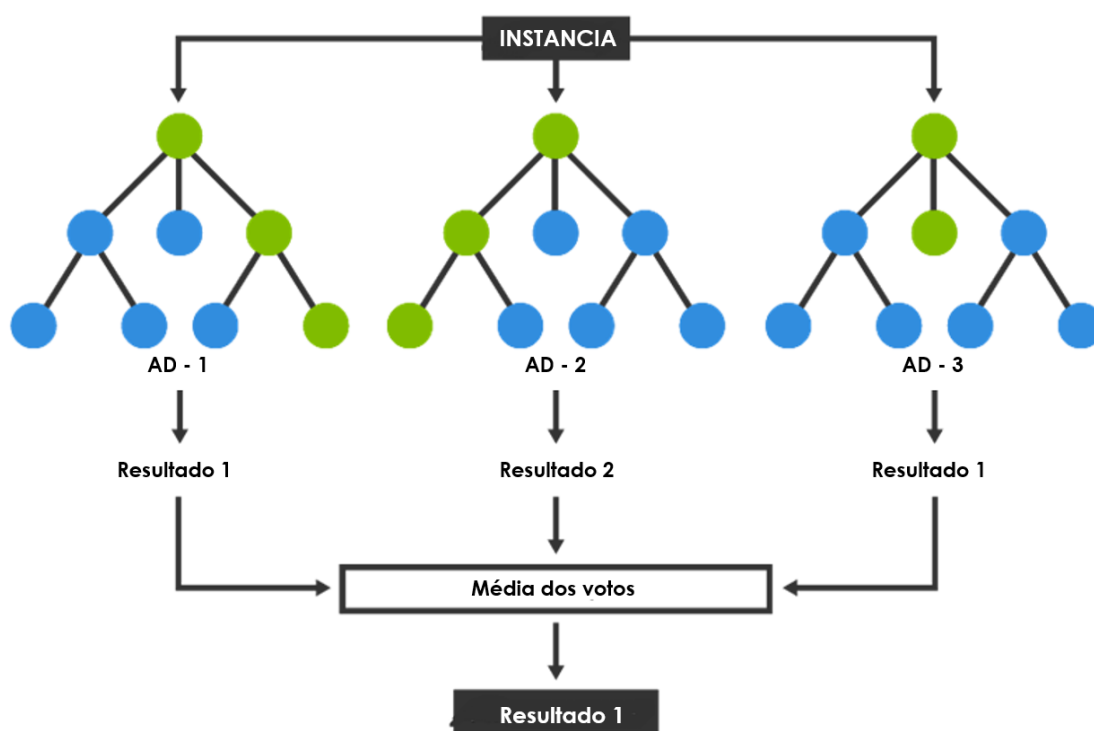 INSTANCIA
AD - 1
AD - 2
AD - 3
Resultado 1
Resultado 2
Resultado 1
Média dos votos
Resultado 1